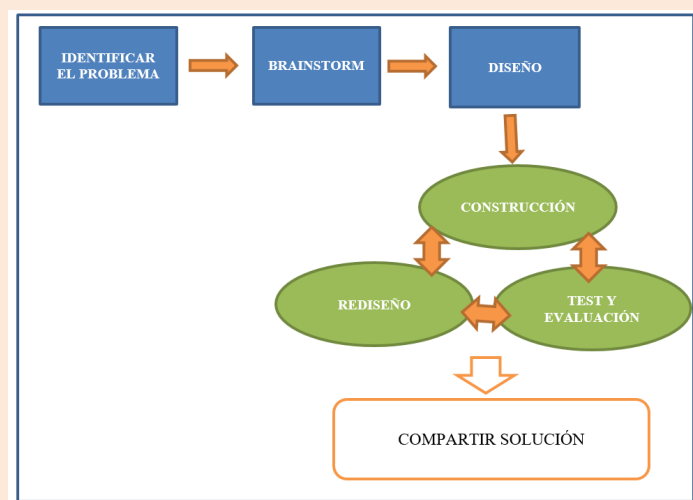 IDENTIFICAR
EL PROBLEMA
BRAINSTORM
DISEÑO
CONSTRUCCIÓN
REDISEÑO
TEST Y
EVALUACIÓN
COMPARTIR SOLUCIÓN